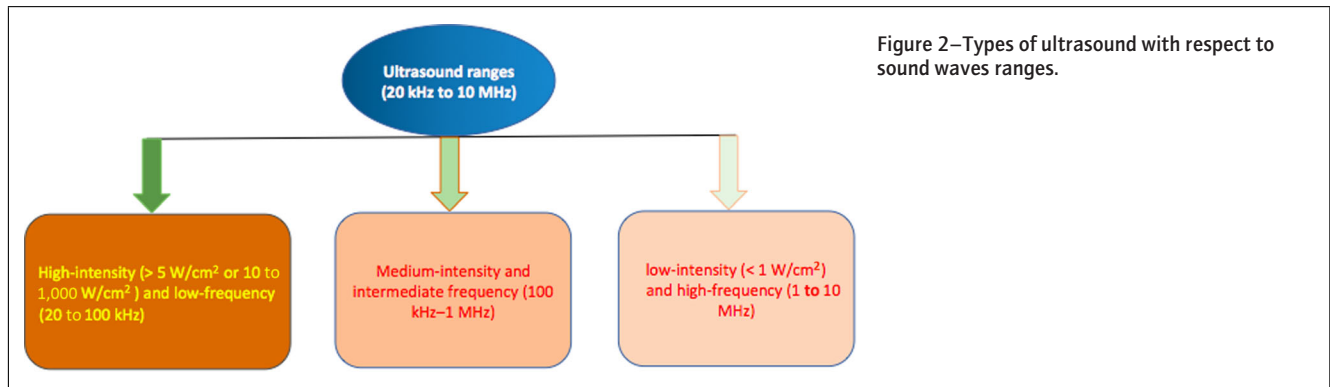 Ultrasound ranges
(20 kHz to 10 MHz)
Figure 2–Types of ultrasound with respect to
sound waves ranges.
High-intensity (> 5 W/cm² or 10 to
1,000 W/cm² ) and low-frequency
(20 to 100 kHz)
Medium-intensity and
intermediate frequency (100
kHz–1 MHz)
low-intensity (< 1 W/cm²)
and high-frequency (1 to 10
MHz)